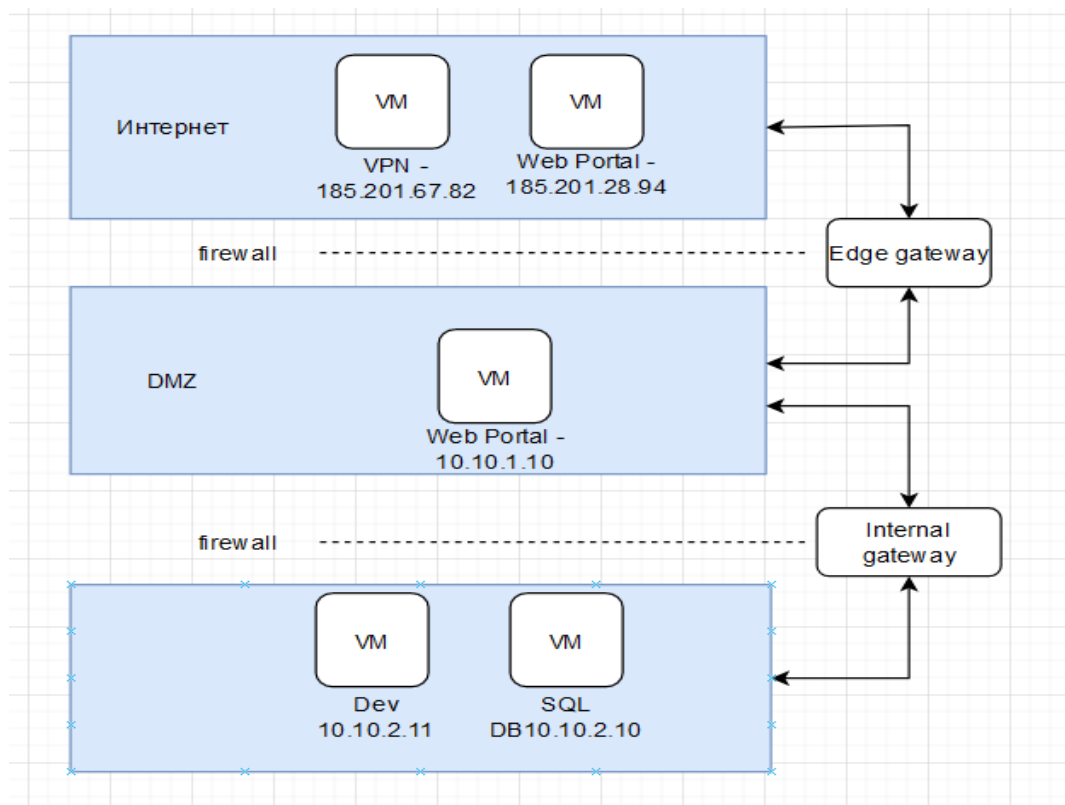 VM
VM
Интернет
VPN -
185.201.67.82
Web Portal -
185.201.28.94
firewall
Edge gateway
VM
DMZ
Web Portal -
10.10.1.10
firewall
Internal
gateway
VM
VM
Dev
10.10.2.11
SQL
DB10.10.2.10